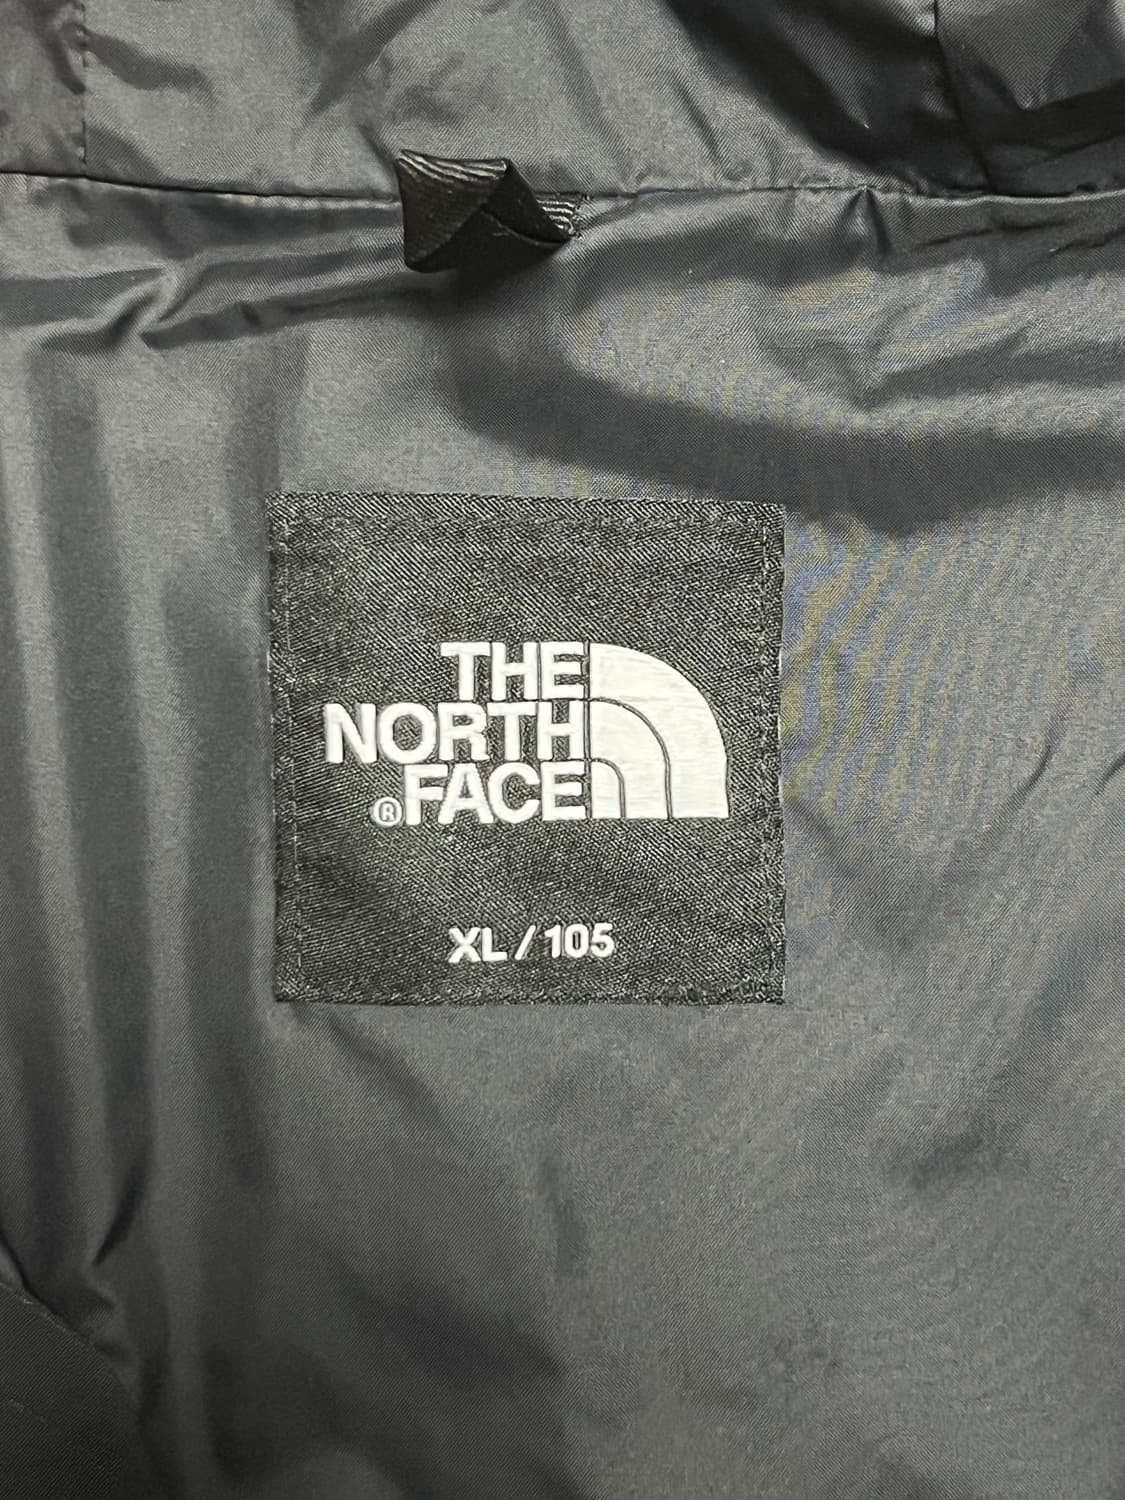 THE
NORTH
®FACE
XL/105